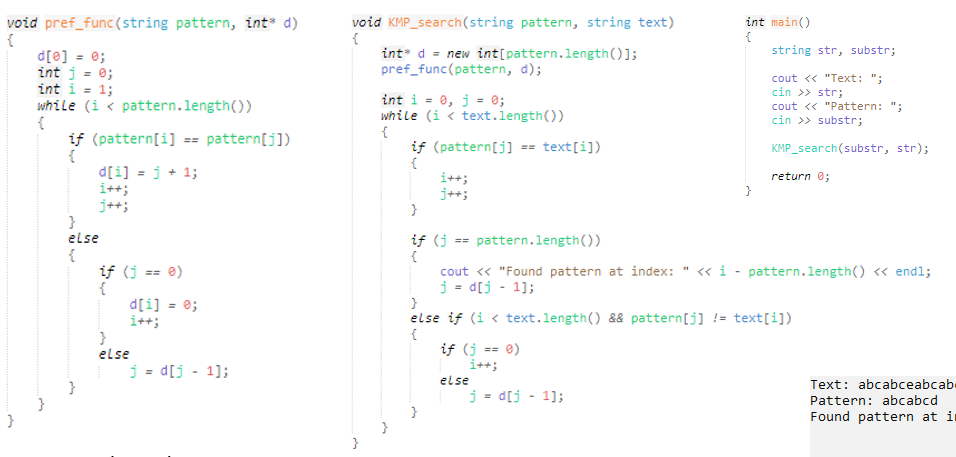 void pref_func(string pattern, int* d)
{
d[0] = 0;
int j = 0;
int i = 1;
while (i < pattern.length())
{
if (pattern[i] == pattern[j])
{
d[i] = j + 1;
i++;
j++;
}
else
{
if (j == 0)
{
d[i] = 0;
i++;
}
else
j = d[j - 1];
}
}
}
void KMP_search(string pattern, string text)
{
int* d = new int[pattern.length()];
pref_func(pattern, d);
int i = 0, j = 0;
while (i < text.length())
{
if (pattern[j] == text[i])
{
i++;
j++;
}
if (j == pattern.length())
{
cout << "Found pattern at index: " << i - pattern.length() << endl;
j = d[j - 1];
}
else if (i < text.length() && pattern[j] != text[i])
{
if (j == 0)
i++;
else
j = d[j - 1];
}
}
}
int main()
{
string str, substr;
cout << "Text: ";
cin >> str;
cout << "Pattern: ";
cin >> substr;
KMP_search(substr, str);
return 0;
}
Text: abcabceabcab
Pattern: abcabcd
Found pattern at